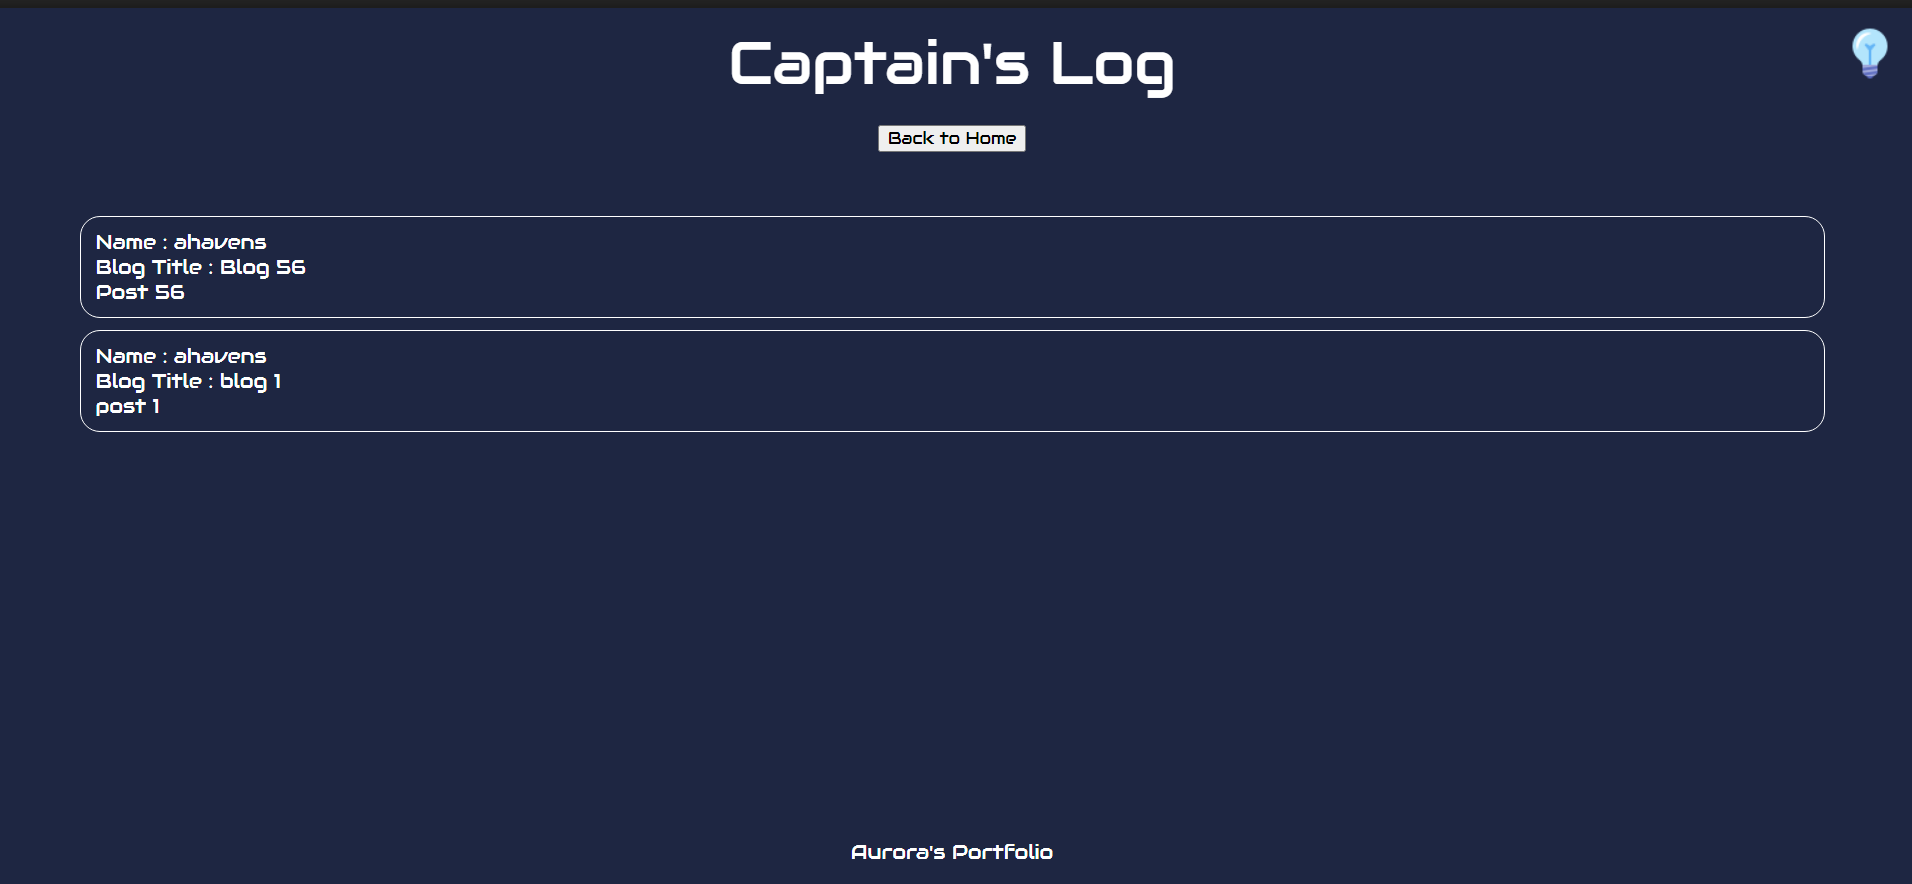 Captain's Log
Back to Home
Name : ahavens
Blog Title : Blog 56
Post 56
Name : ahavens
Blog Title : blog 1
post 1
Aurora's Portfolio